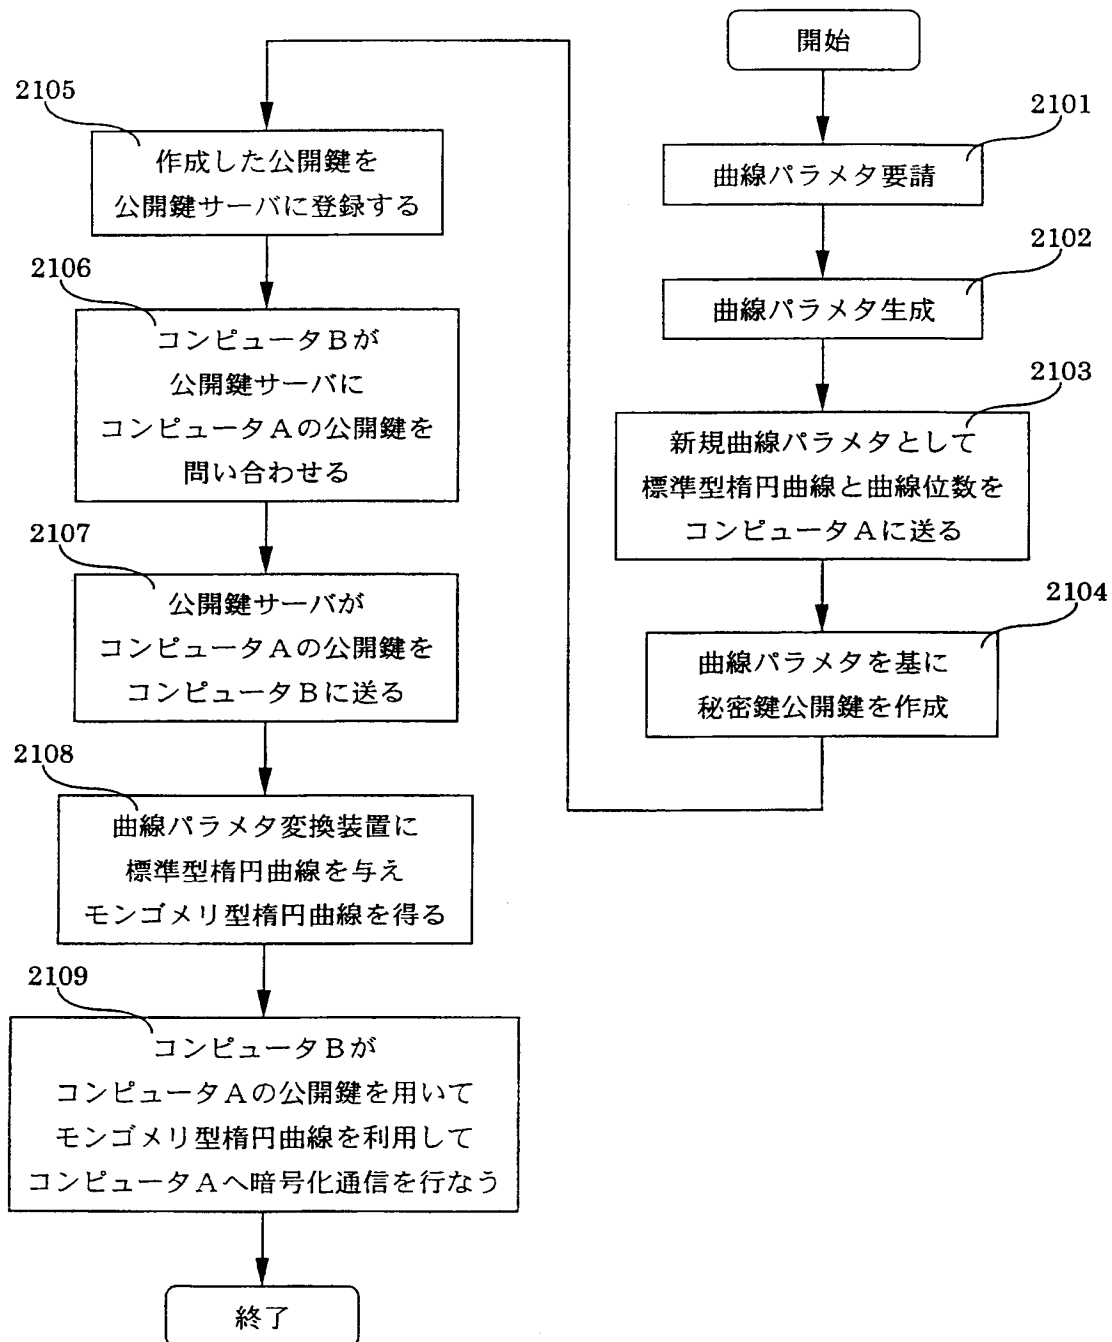 開始
2101
曲線パラメタ要請
2102
曲線パラメタ生成
2103
新規曲線パラメタとして
標準型楕円曲線と曲線位数を
コンピュータAに送る
2104
曲線パラメタを基に
秘密鍵公開鍵を作成
2105
作成した公開鍵を
公開鍵サーバに登録する
2106
コンピュータBが
公開鍵サーバに
コンピュータAの公開鍵を
問い合わせる
2107
公開鍵サーバが
コンピュータAの公開鍵を
コンピュータBに送る
2108
曲線パラメタ変換装置に
標準型楕円曲線を与え
モンゴメリ型楕円曲線を得る
2109
コンピュータBが
コンピュータAの公開鍵を用いて
モンゴメリ型楕円曲線を利用して
コンピュータAへ暗号化通信を行なう
終了